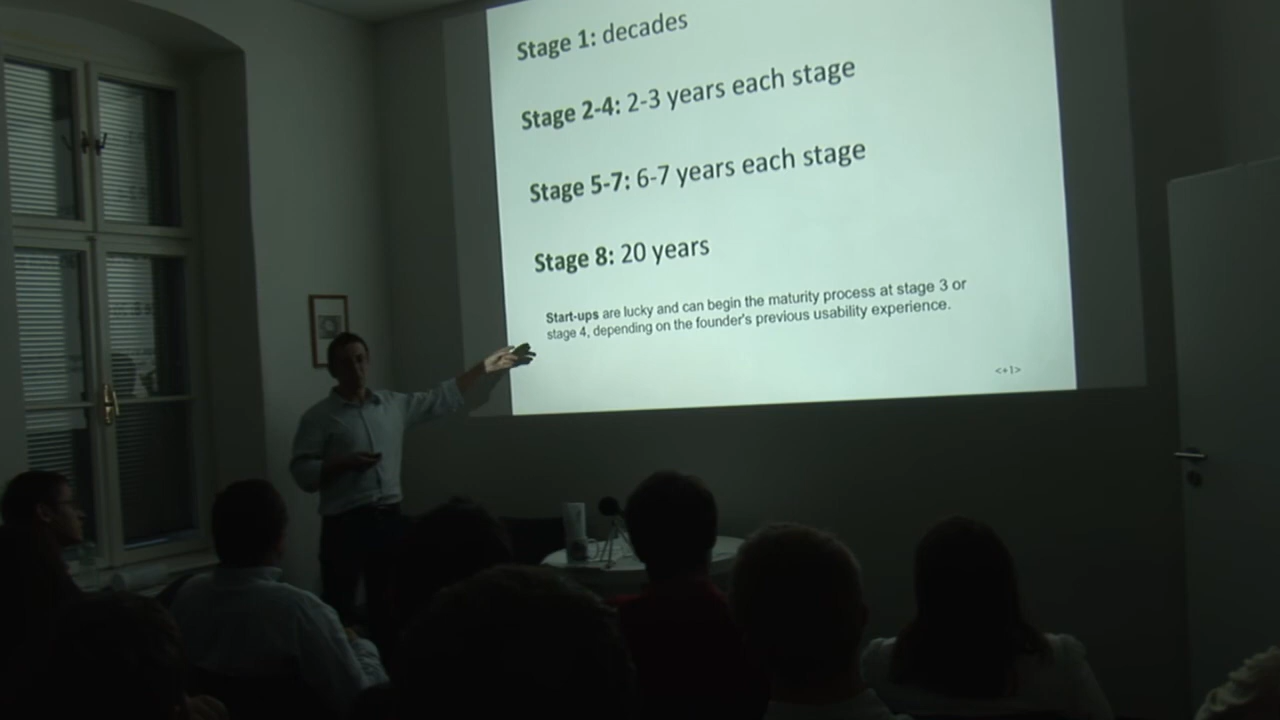 Stage 1: decades
Stage 2-4: 2-3 years each stage
Stage 5-7: 6-7 years each stage
Stage 8: 20 years
Start-ups are lucky and can begin the maturity process at stage 3 or
stage 4, depending on the founder's previous usability experience.
<+1>